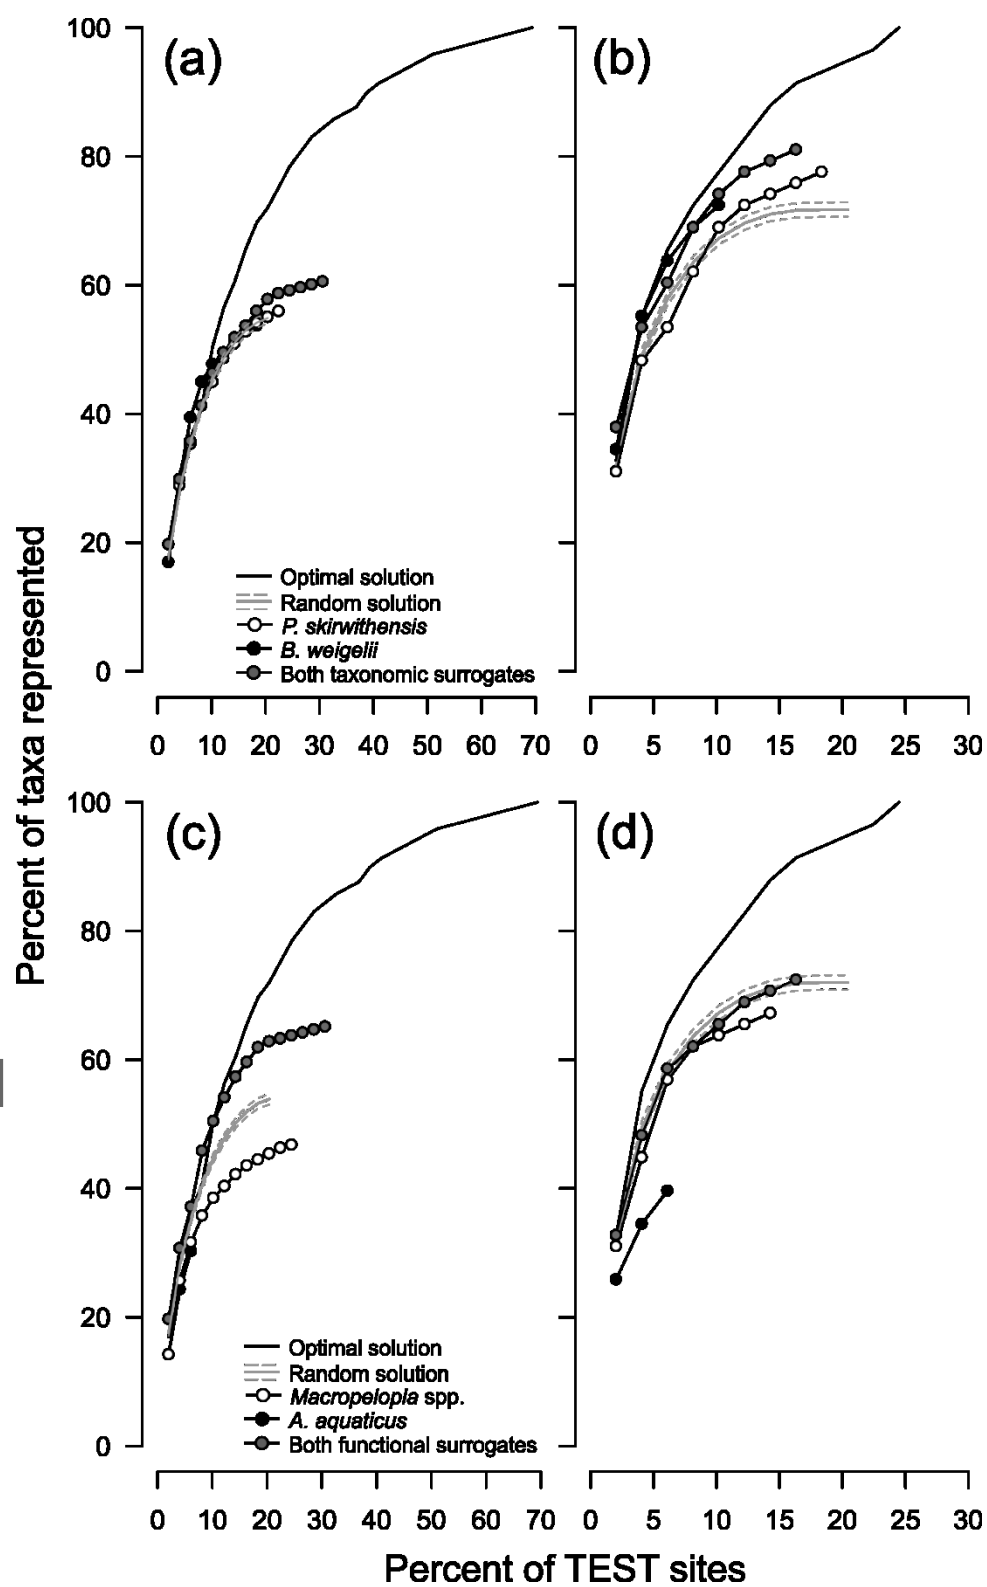 (a)
(b)
100
80
60
40
20
0
Optimal solution
Random solution
P. skirwithensis
B. weigelii
Both taxonomic surrogates
0 10 20 30 40 50 60 70
0 5 10 15 20 25 30
Percent of taxa represented
(c)
(d)
100
80
60
40
20
0
Optimal solution
Random solution
Macropelopia spp.
A. aquaticus
Both functional surrogates
0 10 20 30 40 50 60 70
0 5 10 15 20 25 30
Percent of TEST sites